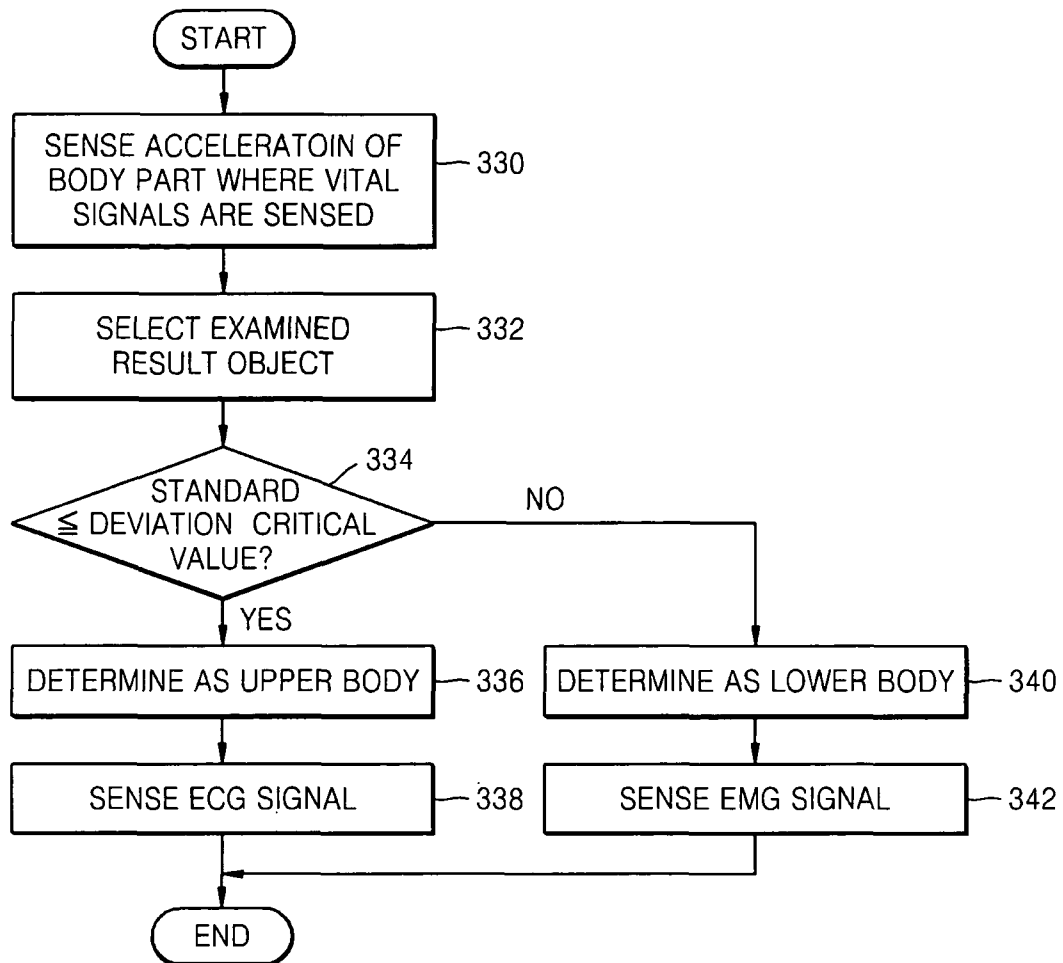 START
SENSE ACCELERATOIN OF
BODY PART WHERE VITAL
SIGNALS ARE SENSED
330
SELECT EXAMINED
RESULT OBJECT
332
334
STANDARD
≦ DEVIATION CRITICAL
VALUE?
NO
YES
DETERMINE AS UPPER BODY
336
DETERMINE AS LOWER BODY
340
SENSE ECG SIGNAL
338
SENSE EMG SIGNAL
342
END